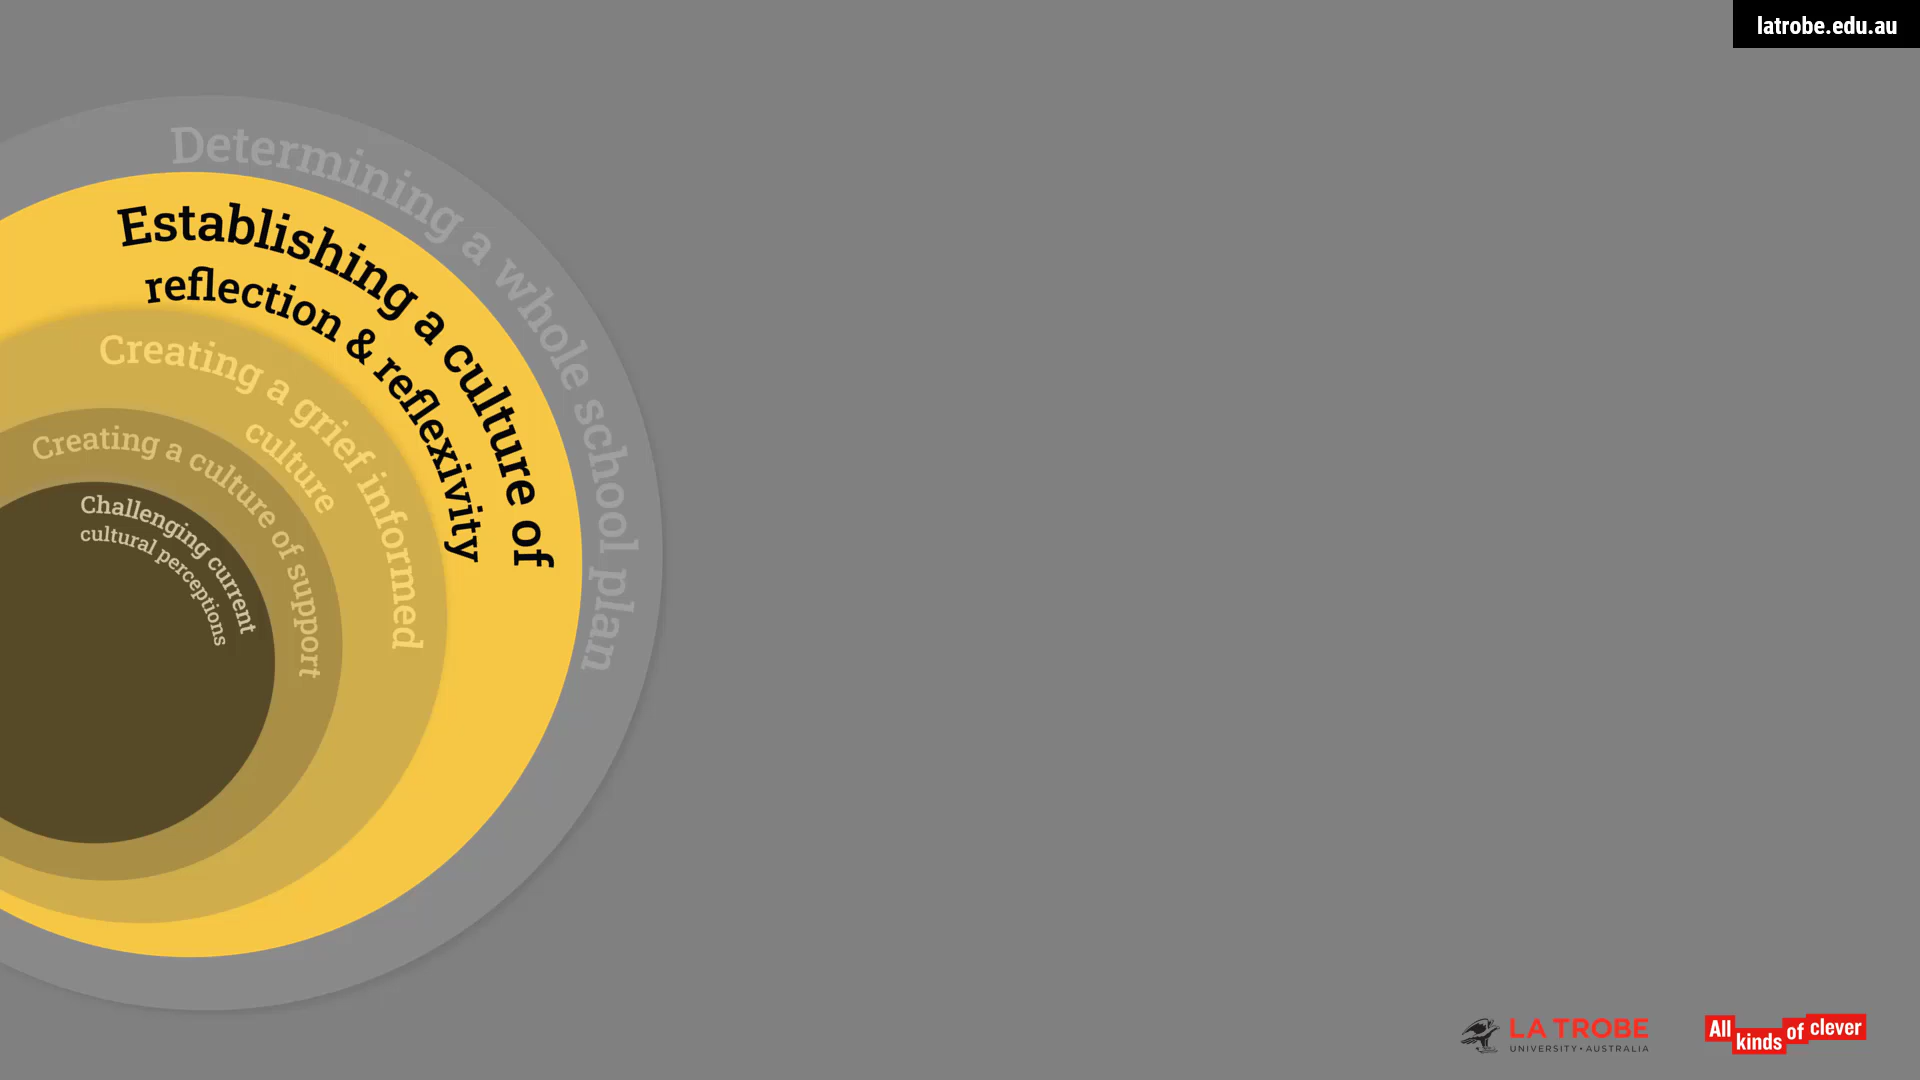 latrobe.edu.au
Determining a whole school plan
Establishing a culture of
reflection & reflexivity
Creating a grief informed
culture
Creating a culture of support
Challenging current
cultural perceptions
LA TROBE
UNIVERSITY • AUSTRALIA
All kinds of clever